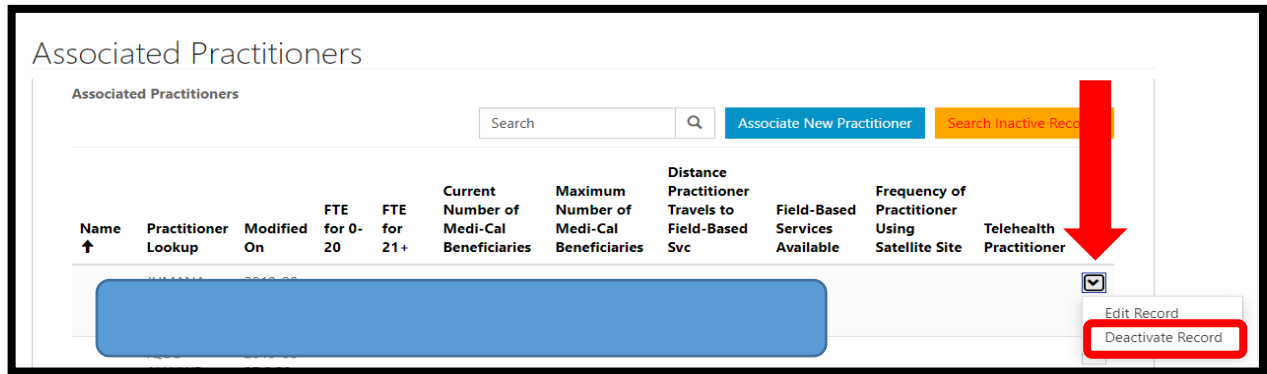 Associated Practitioners
Associated Practitioners
Search
Associate New Practitioner
Search Inactive
Name
Practitioner Lookup
Modified On
FTE for 0-20
FTE for 21+
Current Number of Medi-Cal Beneficiaries
Maximum Number of Medi-Cal Beneficiaries
Distance Practitioner Travels to Field-Based Svc
Field-Based Services Available
Frequency of Practitioner Using Satellite Site
Telehealth Practitioner
Edit Record
Deactivate Record